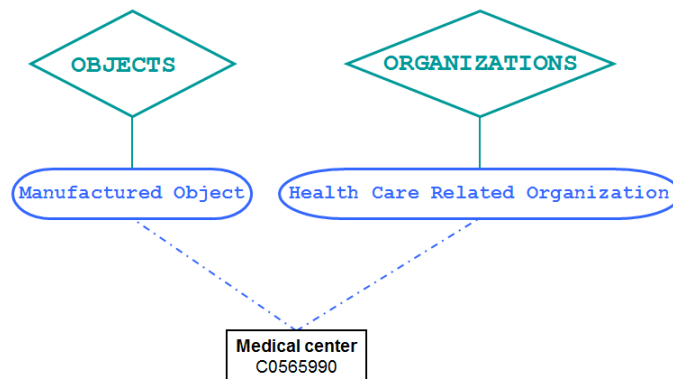 OBJECTS
ORGANIZATIONS
Manufactured Object
Health Care Related Organization
Medical center
C0565990